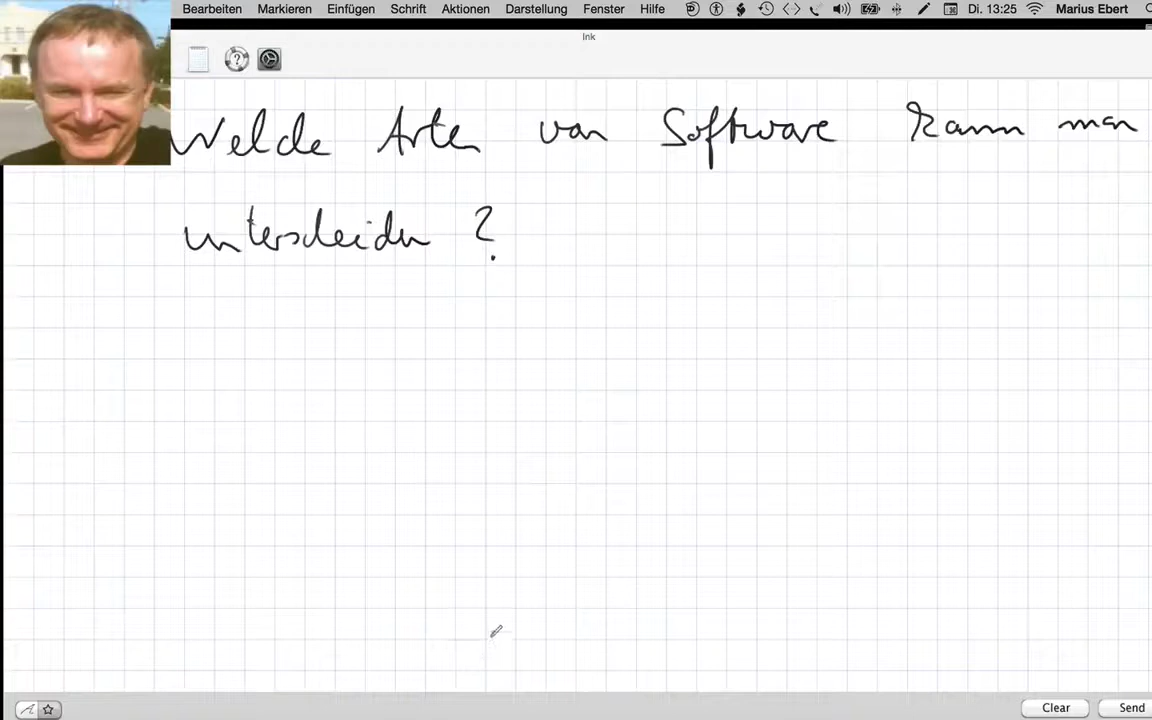 Bearbeiten Markieren Einfügen Schrift Aktionen Darstellung Fenster Hilfe Di. 13:25 Marius Ebert
Ink
?
Welche Arten von Software kann man
unterscheiden ?
Clear Send